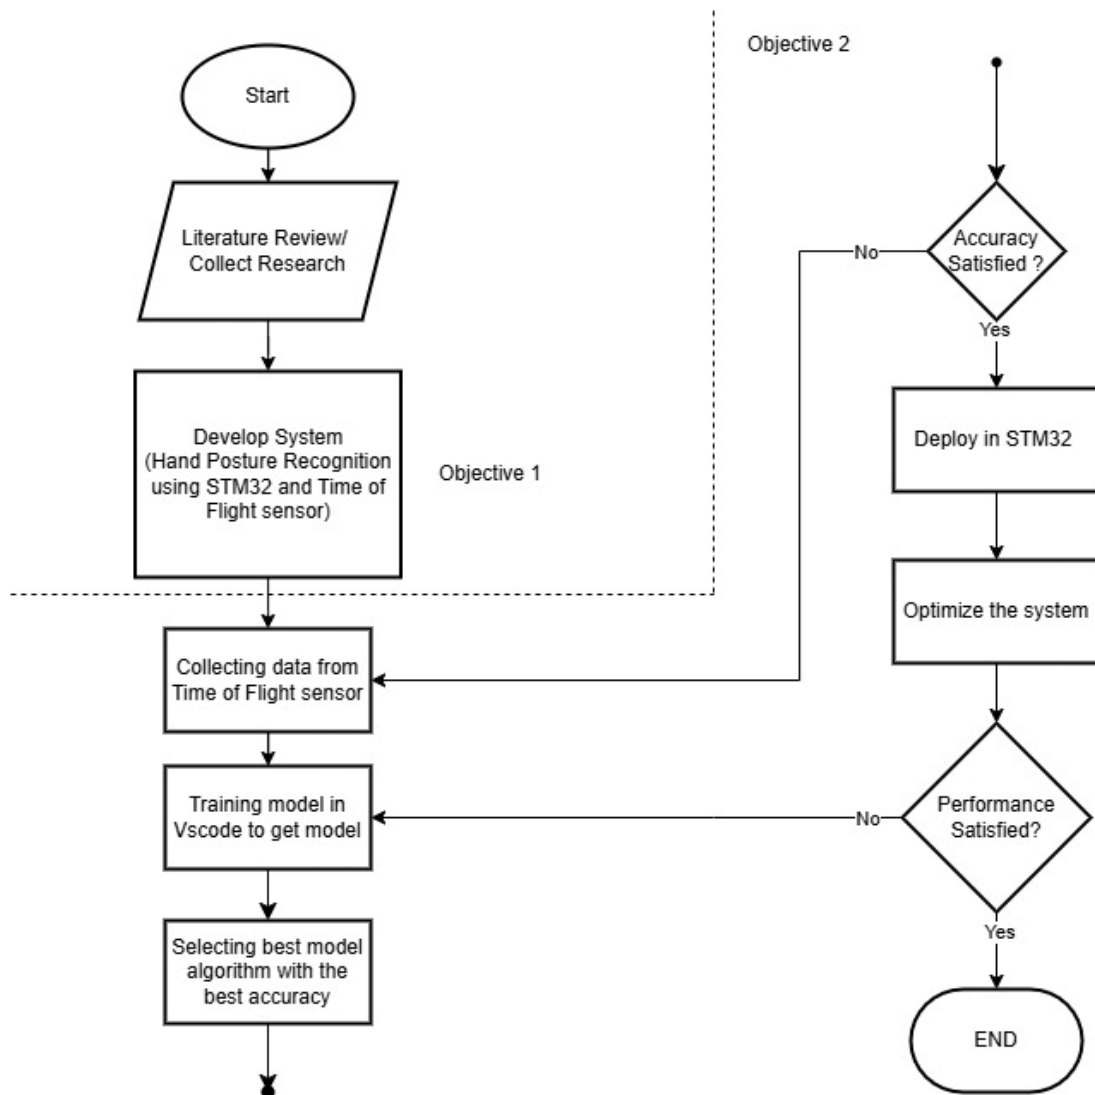 Start
Literature Review/
Collect Research
Develop System
(Hand Posture Recognition
using STM32 and Time of
Flight sensor)
Objective 1
Collecting data from
Time of Flight sensor
Training model in
Vscode to get model
Selecting best model
algorithm with the
best accuracy
Objective 2
Accuracy
Satisfied ?
No
Yes
Deploy in STM32
Optimize the system
Performance
Satisfied?
No
Yes
END